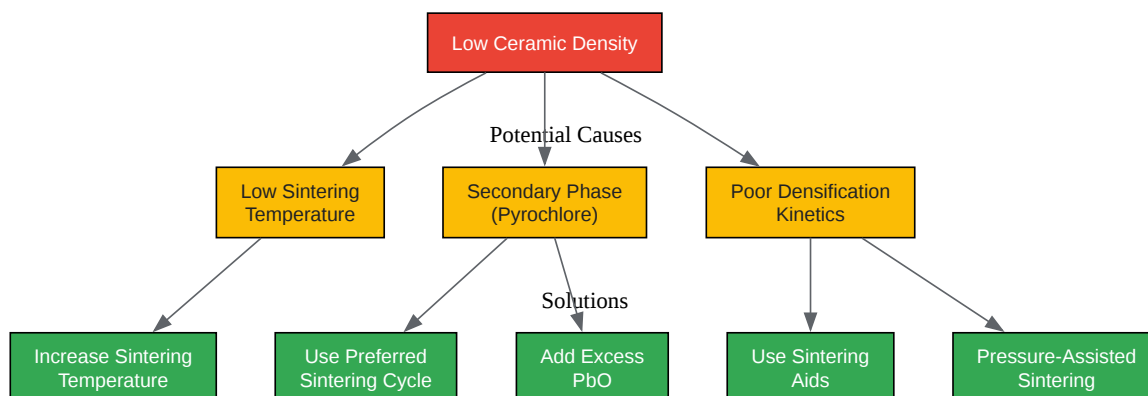 Low Ceramic Density
Potential Causes
Low Sintering
Temperature
Secondary Phase
(Pyrochlore)
Poor Densification
Kinetics
Solutions
Increase Sintering
Temperature
Use Preferred
Sintering Cycle
Add Excess
PbO
Use Sintering
Aids
Pressure-Assisted
Sintering